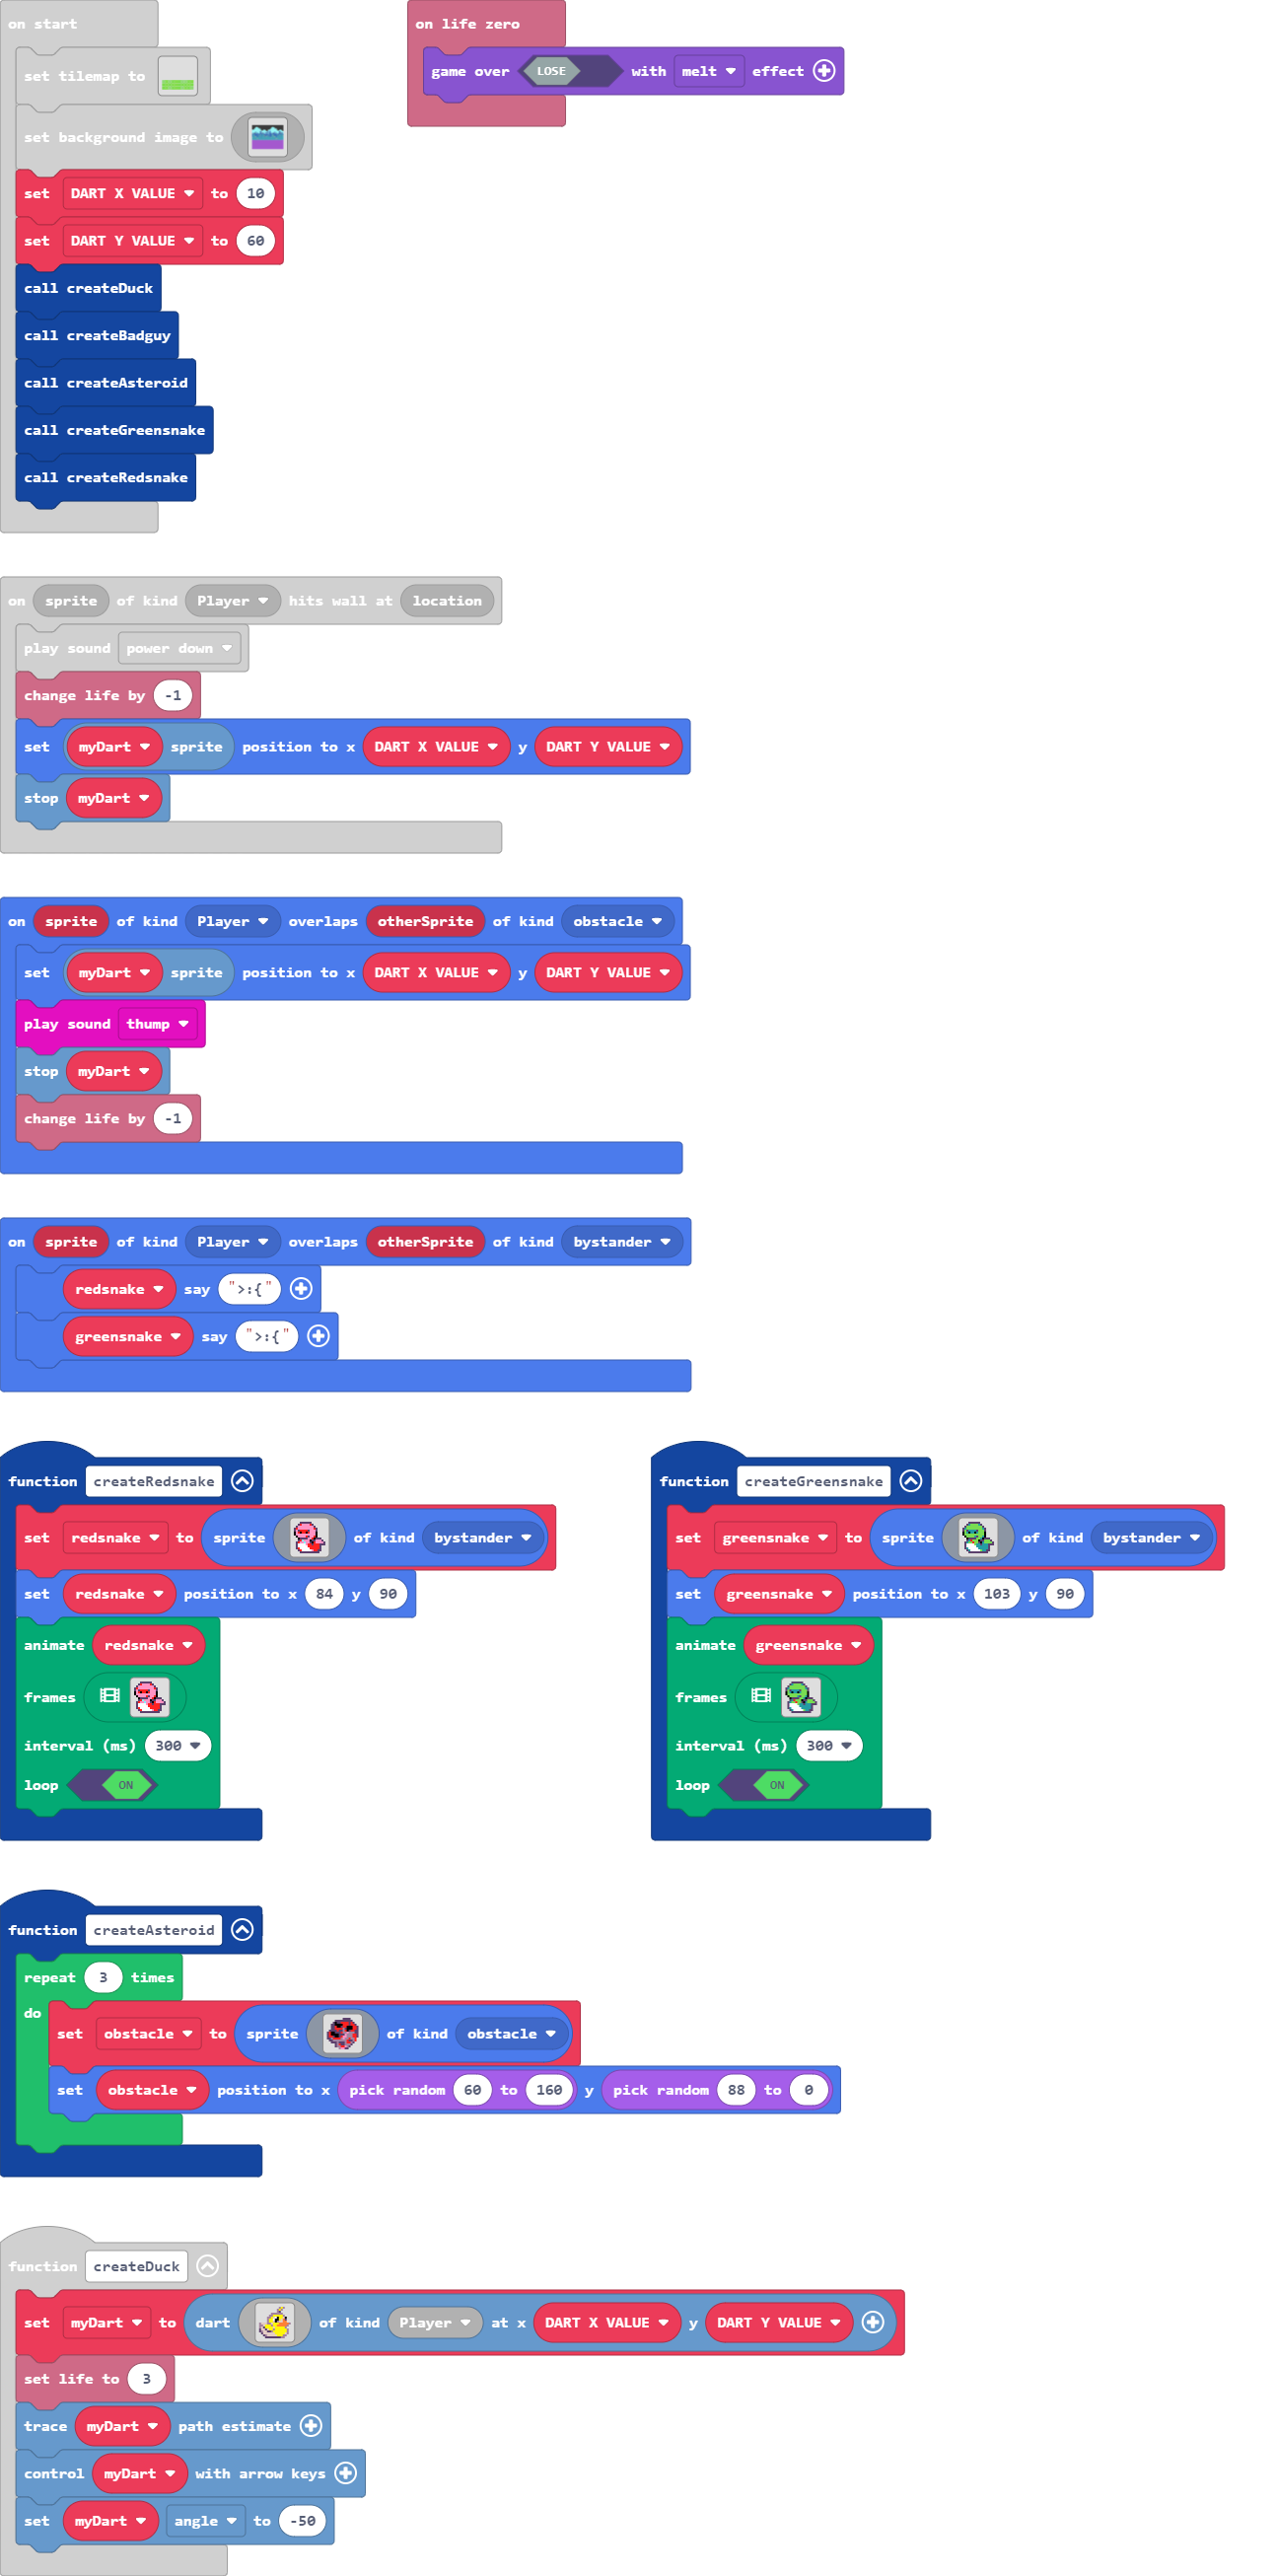 on start
set tilemap to
set background image to
set DART X VALUE to 10
set DART Y VALUE to 60
call createDuck
call createBadguy
call createAsteroid
call createGreensnake
call createRedsnake
on life zero
game over LOSE with melt effect
on sprite of kind Player hits wall at location
play sound power down
change life by -1
set myDart sprite position to x DART X VALUE y DART Y VALUE
stop myDart
on sprite of kind Player overlaps otherSprite of kind obstacle
set myDart sprite position to x DART X VALUE y DART Y VALUE
play sound thump
stop myDart
change life by -1
on sprite of kind Player overlaps otherSprite of kind bystander
redsnake say ">:{"
greensnake say ">:{"
function createRedsnake
set redsnake to sprite of kind bystander
set redsnake position to x 84 y 90
animate redsnake
frames
interval (ms) 300
loop ON
function createGreensnake
set greensnake to sprite of kind bystander
set greensnake position to x 103 y 90
animate greensnake
frames
interval (ms) 300
loop ON
function createAsteroid
repeat 3 times
do
set obstacle to sprite of kind obstacle
set obstacle position to x pick random 60 to 160 y pick random 88 to 0
function createDuck
set myDart to dart of kind Player at x DART X VALUE y DART Y VALUE
set life to 3
trace myDart path estimate
control myDart with arrow keys
set myDart angle to -50